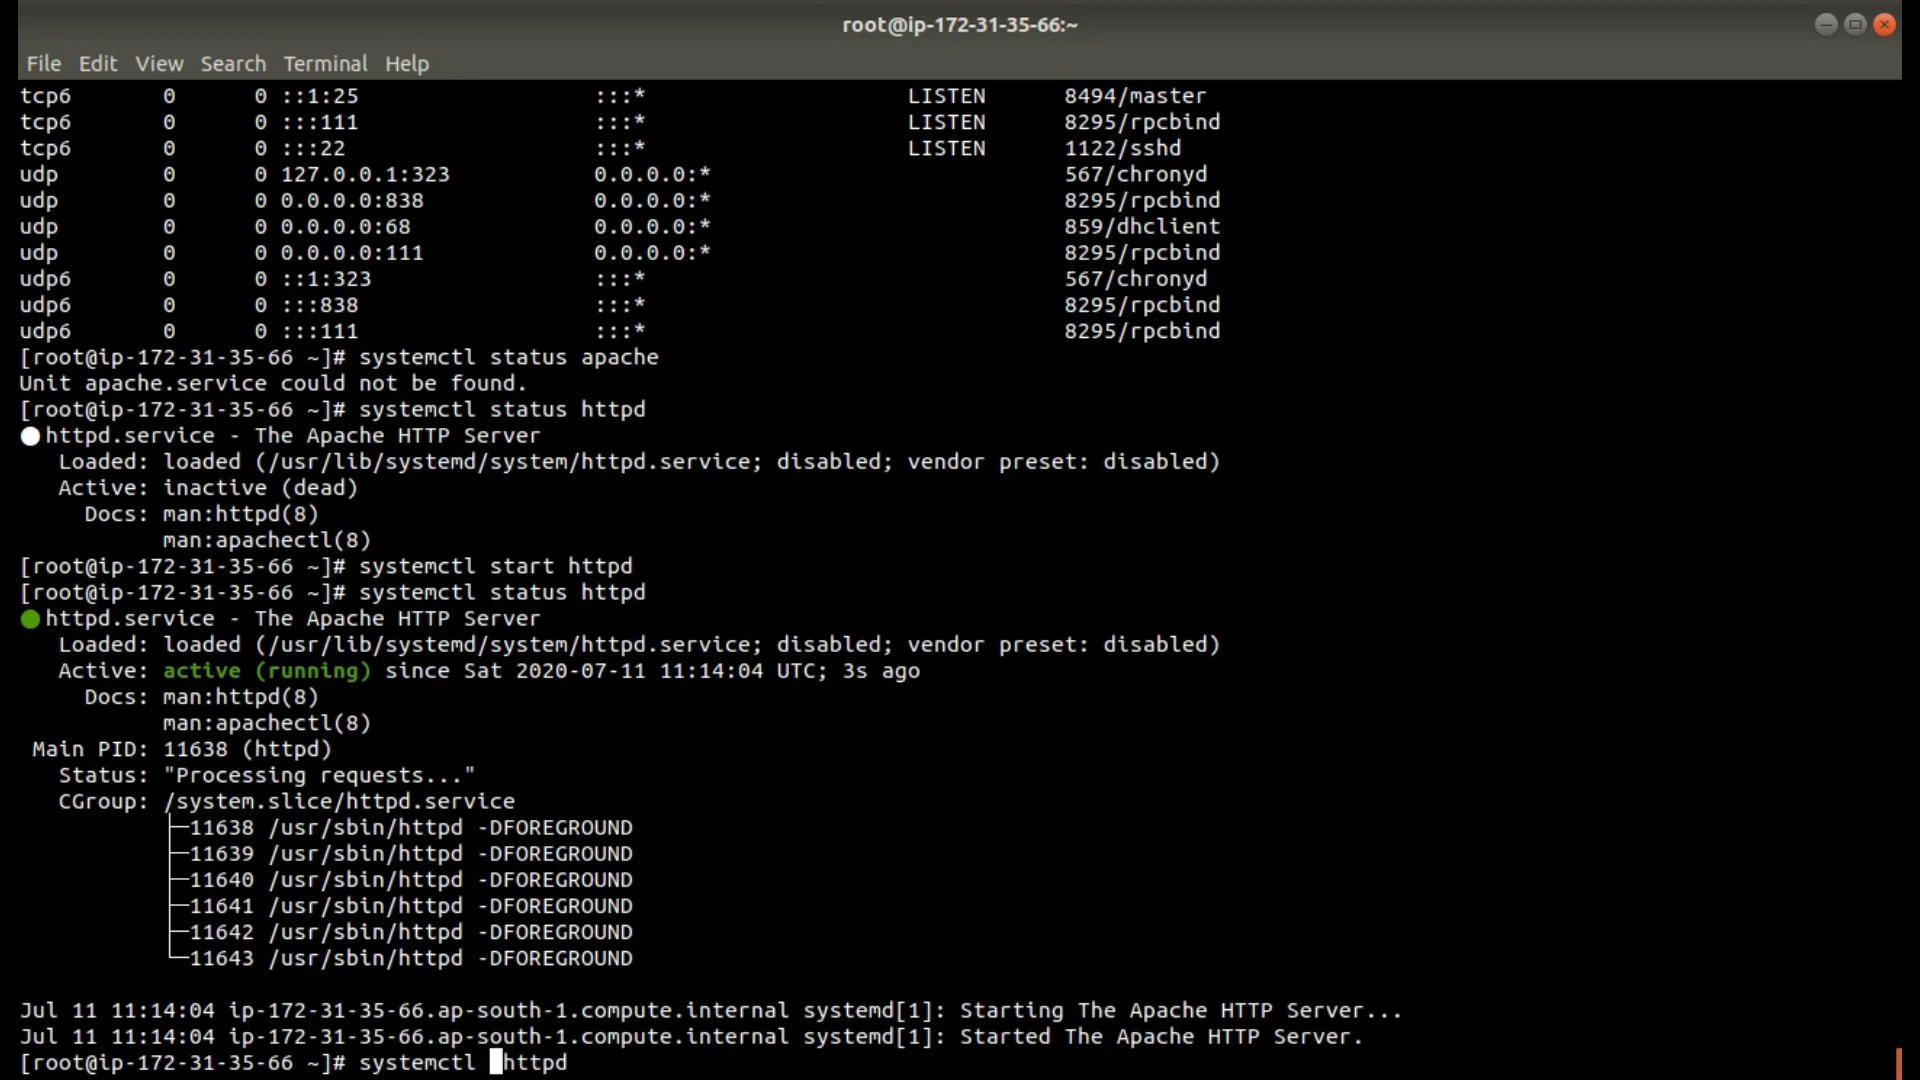 root@ip-172-31-35-66:~
File Edit View Search Terminal Help
tcp6 0 0 ::1:25 :::* LISTEN 8494/master
tcp6 0 0 :::111 :::* LISTEN 8295/rpcbind
tcp6 0 0 :::22 :::* LISTEN 1122/sshd
udp 0 0 127.0.0.1:323 0.0.0.0:* 567/chronyd
udp 0 0 0.0.0.0:838 0.0.0.0:* 8295/rpcbind
udp 0 0 0.0.0.0:68 0.0.0.0:* 859/dhclient
udp 0 0 0.0.0.0:111 0.0.0.0:* 8295/rpcbind
udp6 0 0 ::1:323 :::* 567/chronyd
udp6 0 0 :::838 :::* 8295/rpcbind
udp6 0 0 :::111 :::* 8295/rpcbind
[root@ip-172-31-35-66 ~]# systemctl status apache
Unit apache.service could not be found.
[root@ip-172-31-35-66 ~]# systemctl status httpd
● httpd.service - The Apache HTTP Server
Loaded: loaded (/usr/lib/systemd/system/httpd.service; disabled; vendor preset: disabled)
Active: inactive (dead)
Docs: man:httpd(8)
man:apachectl(8)
[root@ip-172-31-35-66 ~]# systemctl start httpd
[root@ip-172-31-35-66 ~]# systemctl status httpd
● httpd.service - The Apache HTTP Server
Loaded: loaded (/usr/lib/systemd/system/httpd.service; disabled; vendor preset: disabled)
Active: active (running) since Sat 2020-07-11 11:14:04 UTC; 3s ago
Docs: man:httpd(8)
man:apachectl(8)
Main PID: 11638 (httpd)
Status: "Processing requests..."
CGroup: /system.slice/httpd.service
├─11638 /usr/sbin/httpd -DFOREGROUND
├─11639 /usr/sbin/httpd -DFOREGROUND
├─11640 /usr/sbin/httpd -DFOREGROUND
├─11641 /usr/sbin/httpd -DFOREGROUND
├─11642 /usr/sbin/httpd -DFOREGROUND
└─11643 /usr/sbin/httpd -DFOREGROUND
Jul 11 11:14:04 ip-172-31-35-66.ap-south-1.compute.internal systemd[1]: Starting The Apache HTTP Server...
Jul 11 11:14:04 ip-172-31-35-66.ap-south-1.compute.internal systemd[1]: Started The Apache HTTP Server.
[root@ip-172-31-35-66 ~]# systemctl httpd